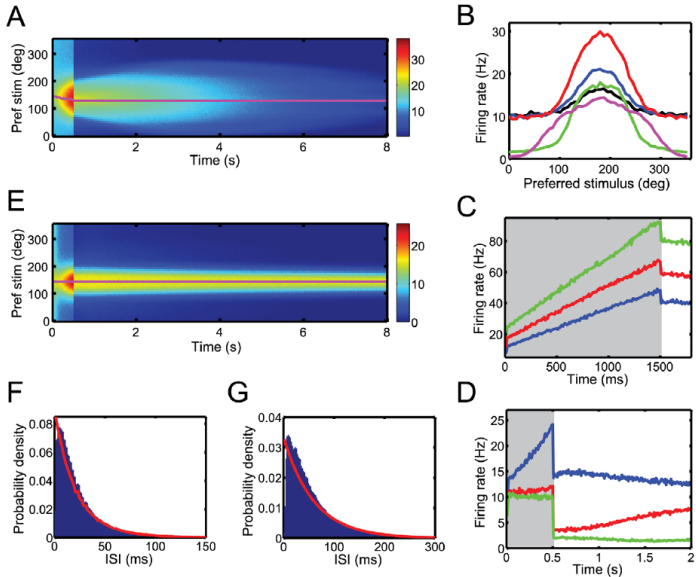 A
Pref stim (deg)
300
200
100
0
0 2 4 6 8
Time (s)
30
20
10
B
Firing rate (Hz)
30
20
10
0
0 100 200 300
Preferred stimulus (deg)
E
Pref stim (deg)
300
200
100
0
0 2 4 6 8
Time (s)
20
10
0
C
Firing rate (Hz)
80
60
40
20
0 500 1000 1500
Time (ms)
F
Probability density
0.08
0.06
0.04
0.02
0
0 50 100 150
ISI (ms)
G
Probability density
0.04
0.03
0.02
0.01
0
0 100 200 300
ISI (ms)
D
Firing rate (Hz)
25
20
15
10
5
0
0 0.5 1 1.5 2
Time (s)